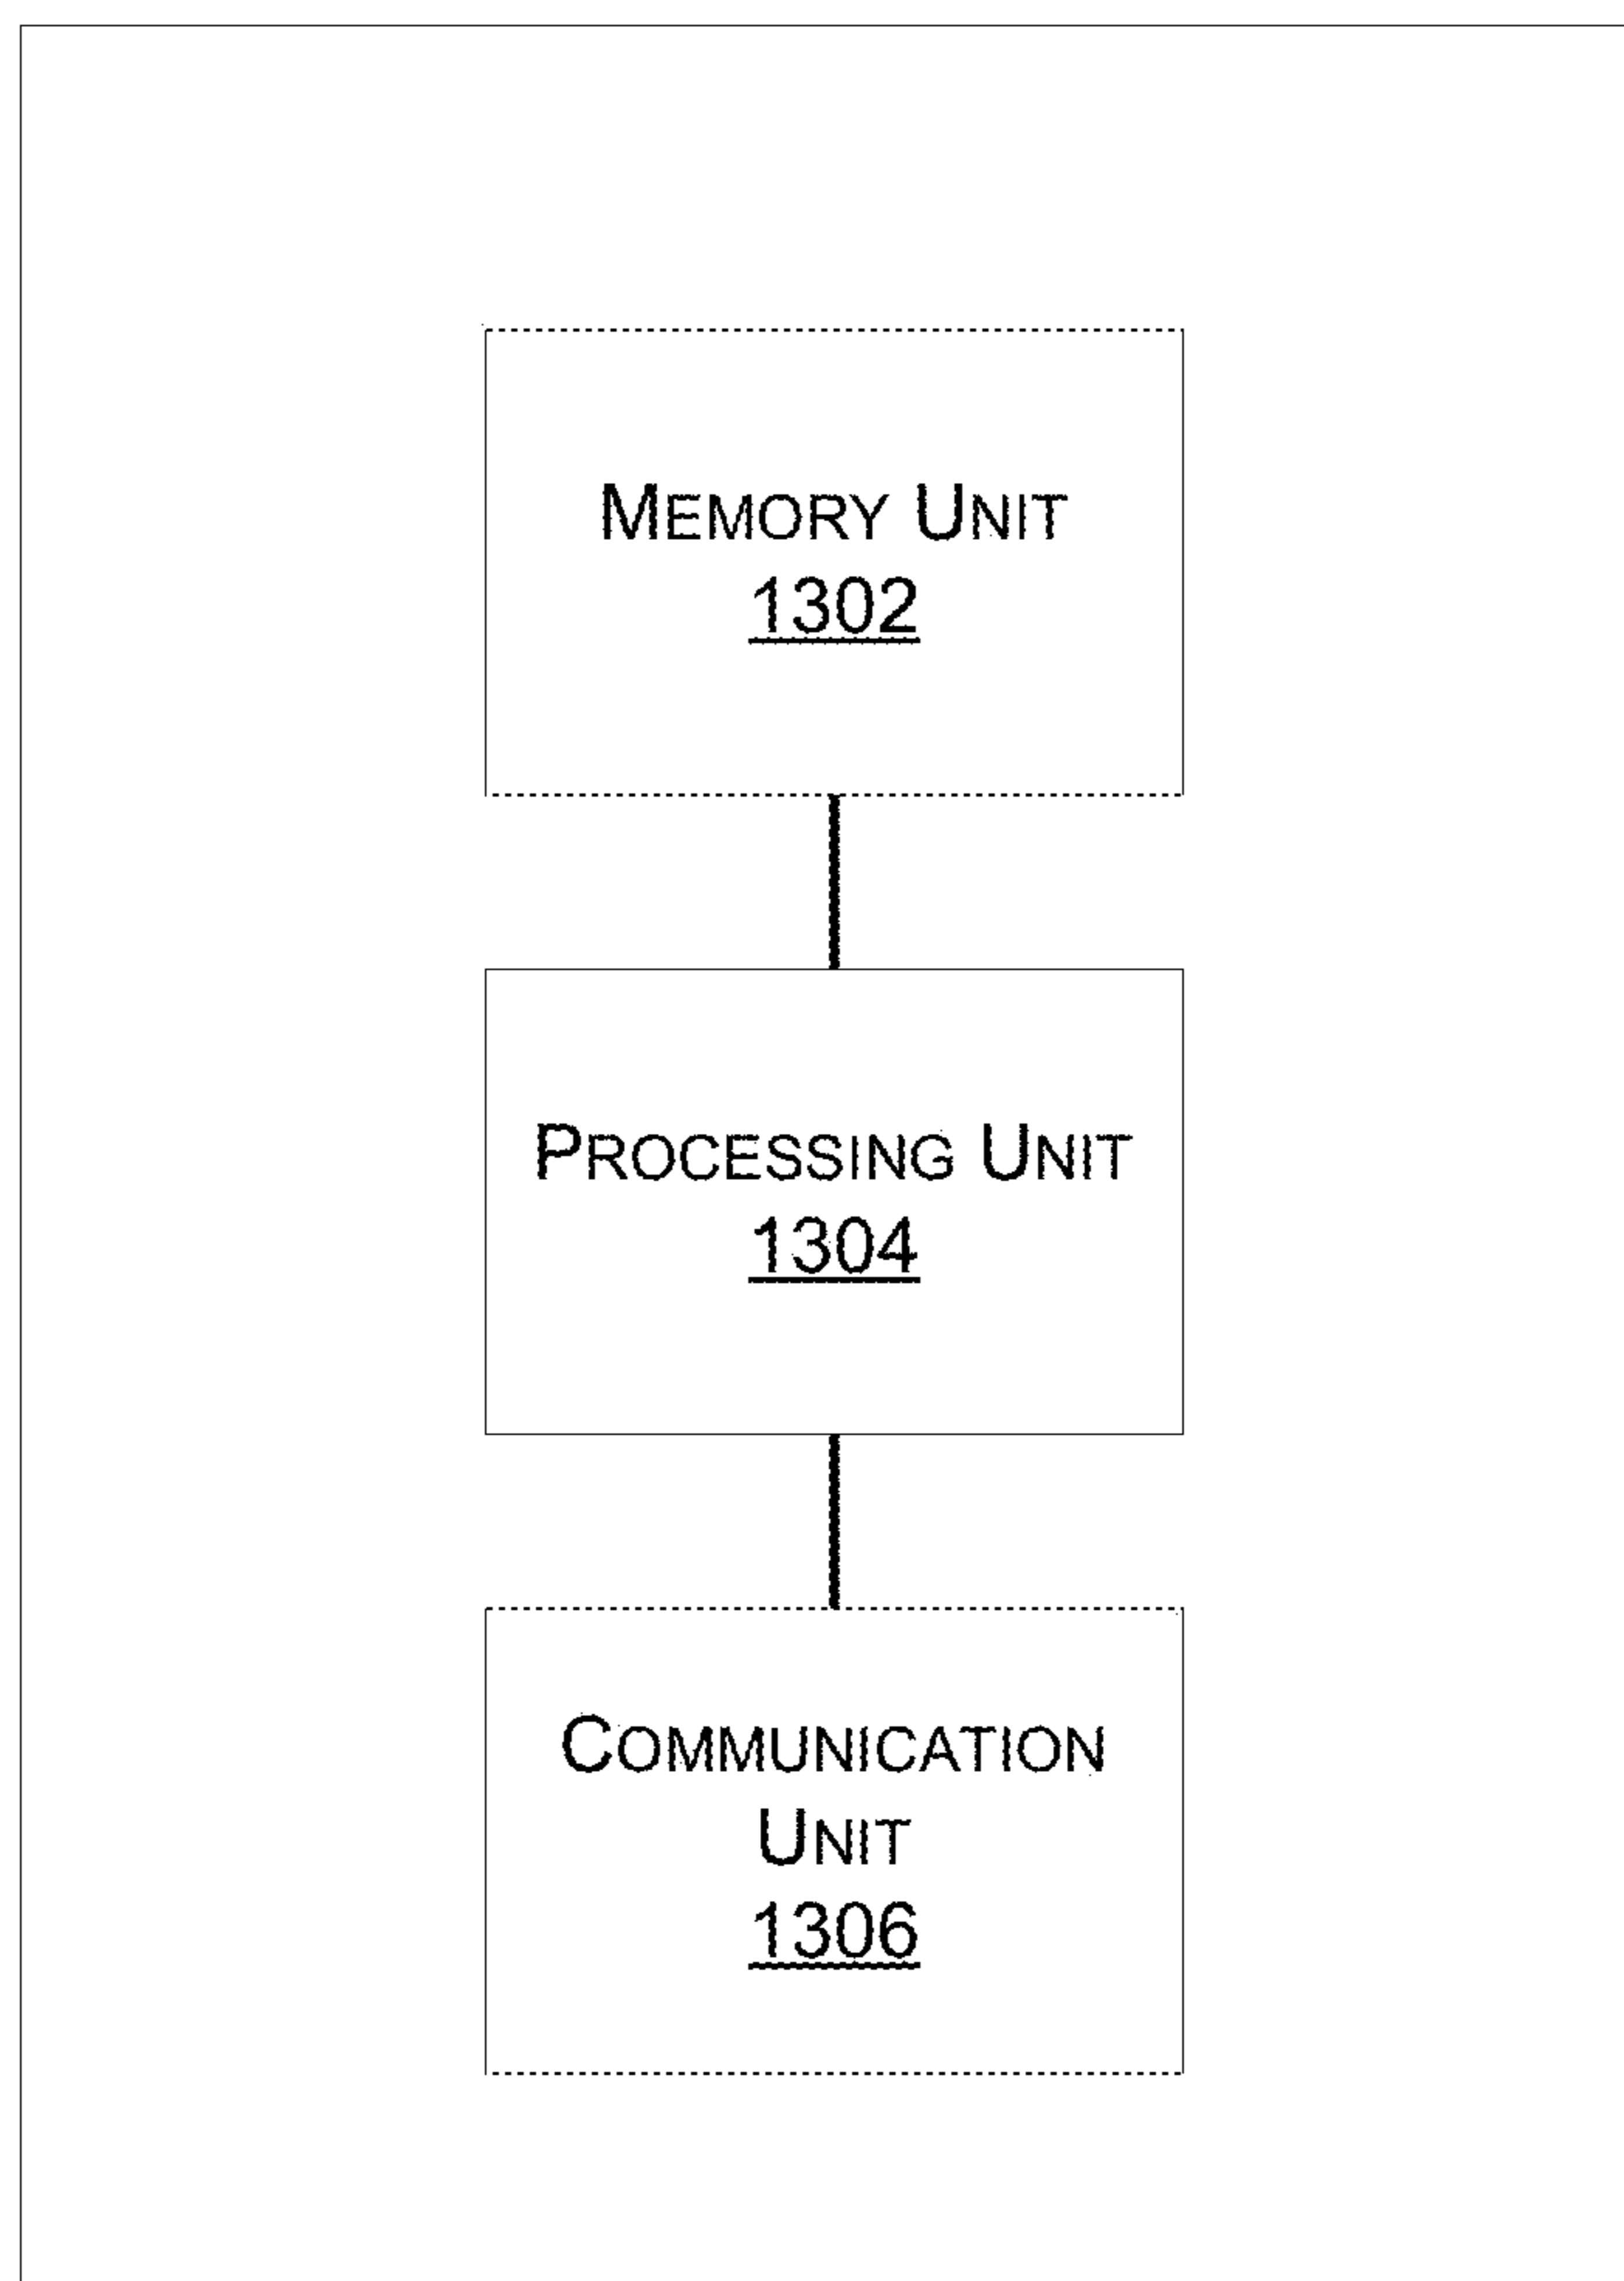 MEMORY UNIT
1302
PROCESSING UNIT
1304
COMMUNICATION
UNIT
1306